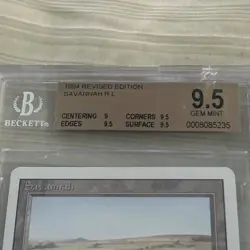 1994 REVISED EDITION
SAVANNAH R L
9.5
GEM MINT
B
BECKETT
CENTERING 9 CORNERS 9.5
EDGES 9.5 SURFACE 9.5
0008085235
Savannah